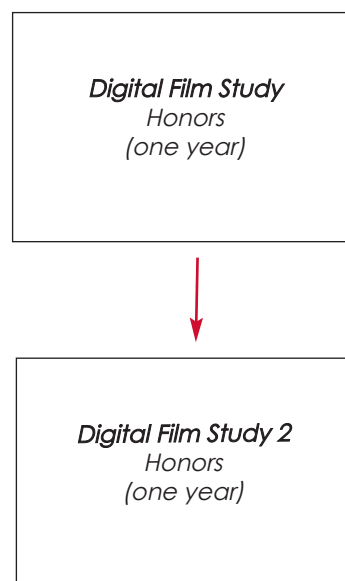 Digital Film Study
Honors
(one year)
Digital Film Study 2
Honors
(one year)